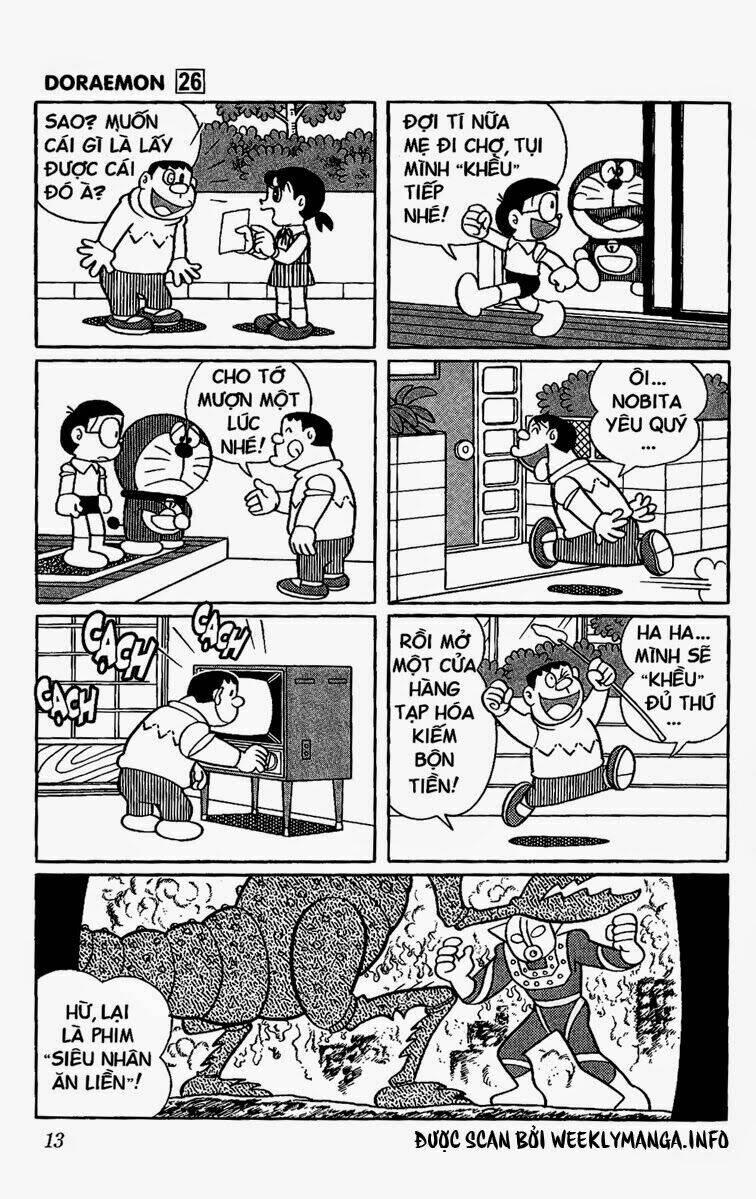 DORAEMON 26
SAO? MUỐN
CÁI GÌ LÀ LẤY
ĐƯỢC CÁI
ĐÓ À?
ĐỢI TÍ NỮA
MẸ ĐI CHỢ, TỤI
MÌNH "KHỀU"
TIẾP
NHÉ!
CHO TỚ
MƯỢN MỘT
LÚC
NHÉ!
ÔI...
NOBITA
YÊU QUÝ
...
CẠCH
CẠCH
CẠCH
HA HA...
MÌNH SẼ
"KHỀU"
ĐỦ THỨ
...
RỒI MỞ
MỘT CỬA
HÀNG
TẠP HÓA
KIẾM
BỘN
TIỀN!
HỪ, LẠI
LÀ PHIM
"SIÊU NHÂN
ĂN LIỀN"!
13
ĐƯỢC SCAN BỞI WEEKLYMANGA.INFO